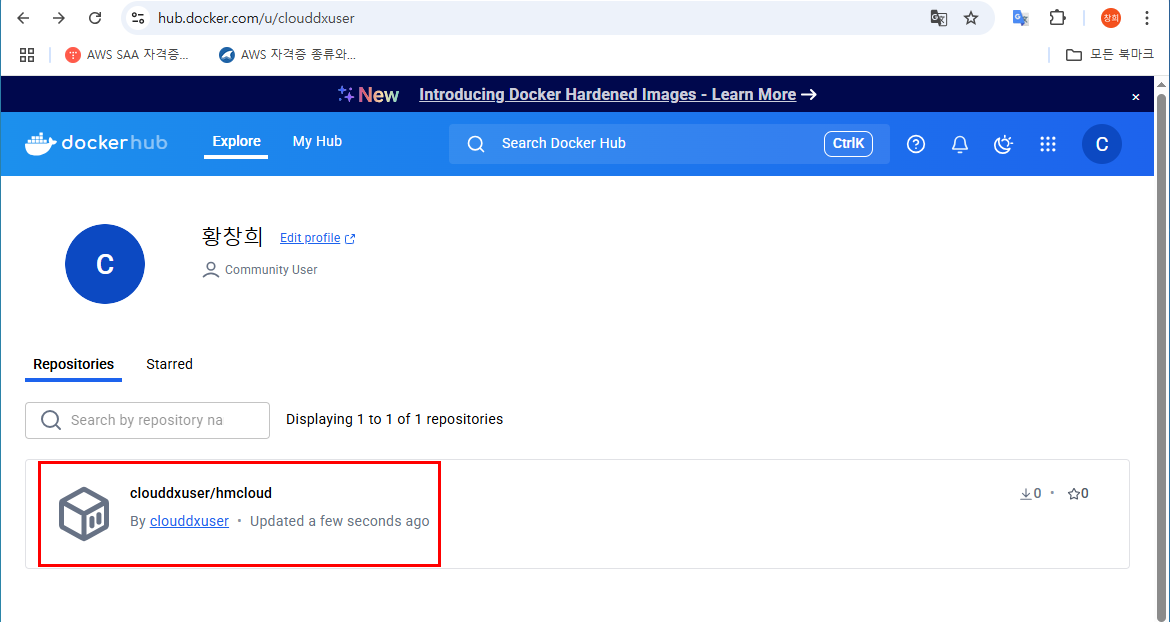 hub.docker.com/u/clouddxuser
창희
AWS SAA 자격증...
AWS 자격증 종류와...
모든 북마크
New Introducing Docker Hardened Images - Learn More →
dockerhub
Explore
My Hub
Search Docker Hub
CtrlK
C
C
황창희
Edit profile
Community User
Repositories
Starred
Search by repository na
Displaying 1 to 1 of 1 repositories
clouddxuser/hmcloud
By clouddxuser • Updated a few seconds ago
0 • 0